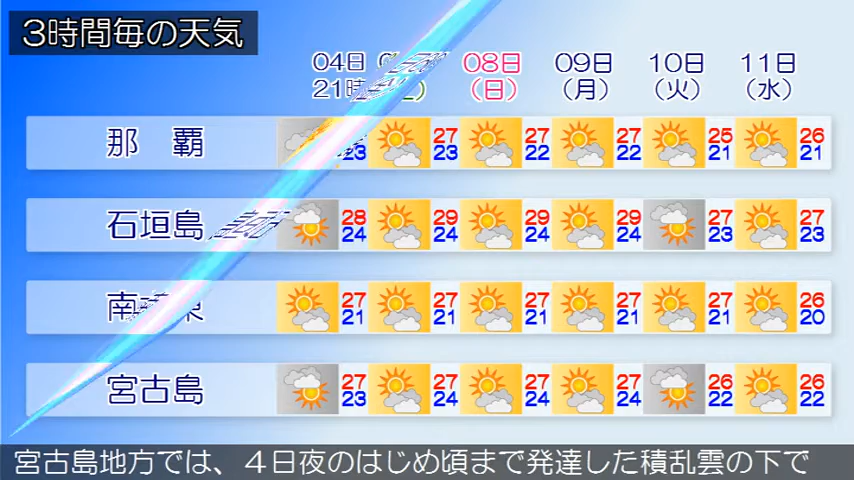 3時間毎の天気
04日 08日 09日 10日 11日
21時 (日) (月) (火) (水)
那 覇 23 27 23 27 22 27 22 25 21 26 21
石垣島 28 24 29 24 29 24 29 24 27 23 27 23
南 27 21 27 21 27 21 27 21 27 21 26 20
宮古島 27 23 27 24 27 24 27 24 26 22 26 22
宮古島地方では、４日夜のはじめ頃まで発達した積乱雲の下で